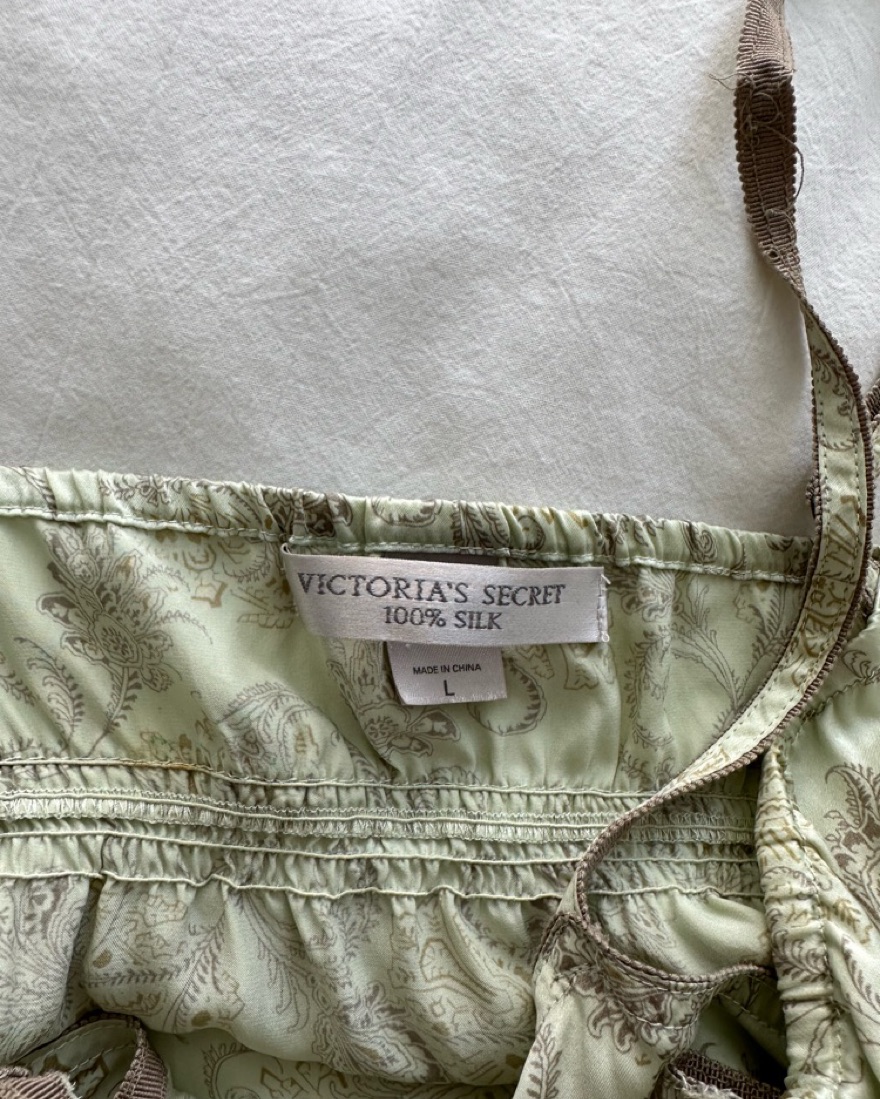 VICTORIA'S SECRET
100% SILK
MADE IN CHINA
L